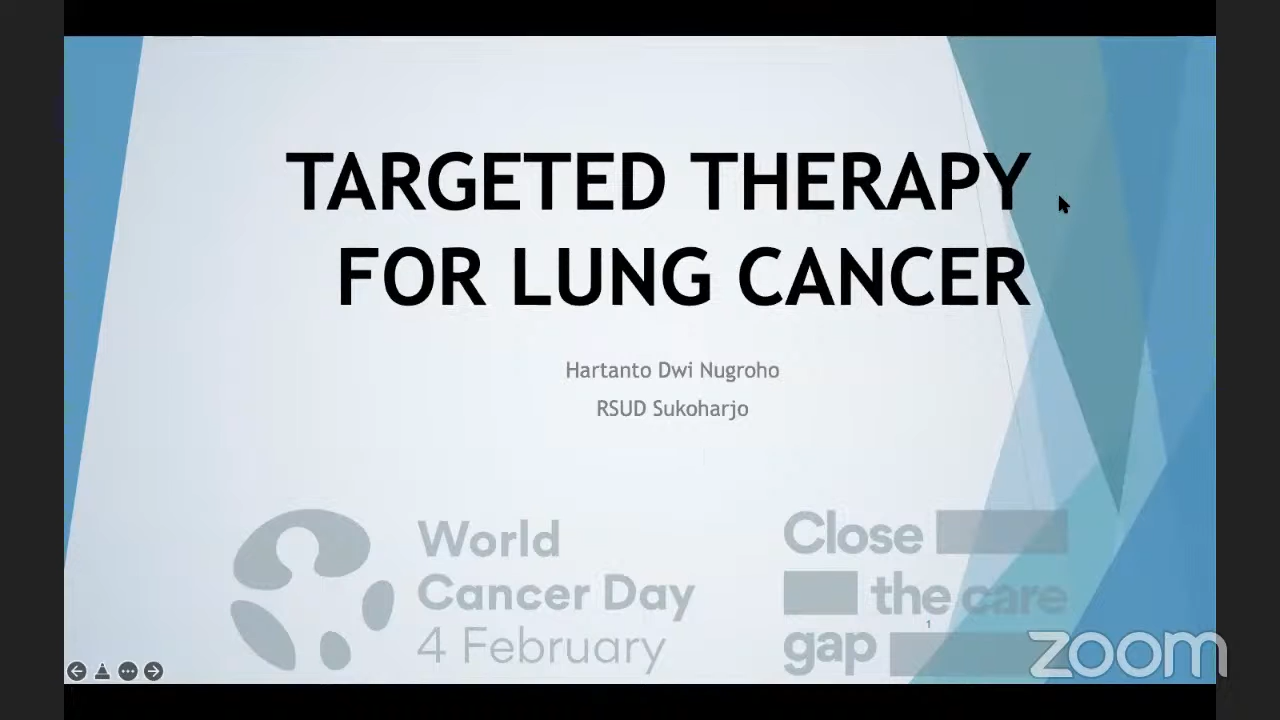 TARGETED THERAPY
FOR LUNG CANCER
Hartanto Dwi Nugroho
RSUD Sukoharjo
World
Cancer Day
4 February
Close
the care
gap
1
zoom